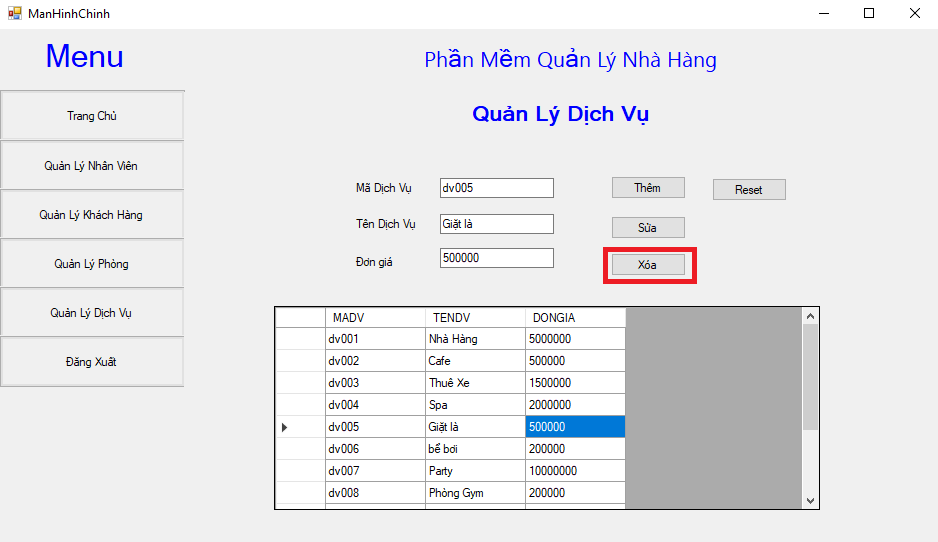 ManHinhChinh
Menu
Phần Mềm Quản Lý Nhà Hàng
Trang Chủ
Quản Lý Nhân Viên
Quản Lý Khách Hàng
Quản Lý Phòng
Quản Lý Dịch Vụ
Đăng Xuất
Quản Lý Dịch Vụ
Mã Dịch Vụ dv005 Thêm Reset
Tên Dịch Vụ Giặt là Sửa
Đơn giá 500000 Xóa
MADV TENDV DONGIA
dv001 Nhà Hàng 5000000
dv002 Cafe 500000
dv003 Thuê Xe 1500000
dv004 Spa 2000000
dv005 Giặt là 500000
dv006 bể bơi 200000
dv007 Party 10000000
dv008 Phòng Gym 200000